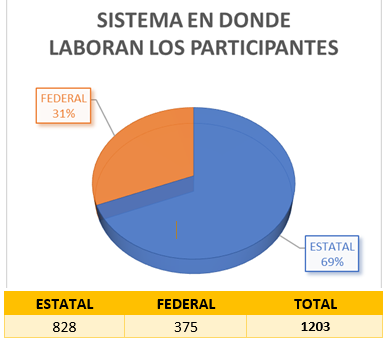 SISTEMA EN DONDE
LABORAN LOS PARTICIPANTES
FEDERAL
31%
ESTATAL
69%
ESTATAL FEDERAL TOTAL
828 375 1203